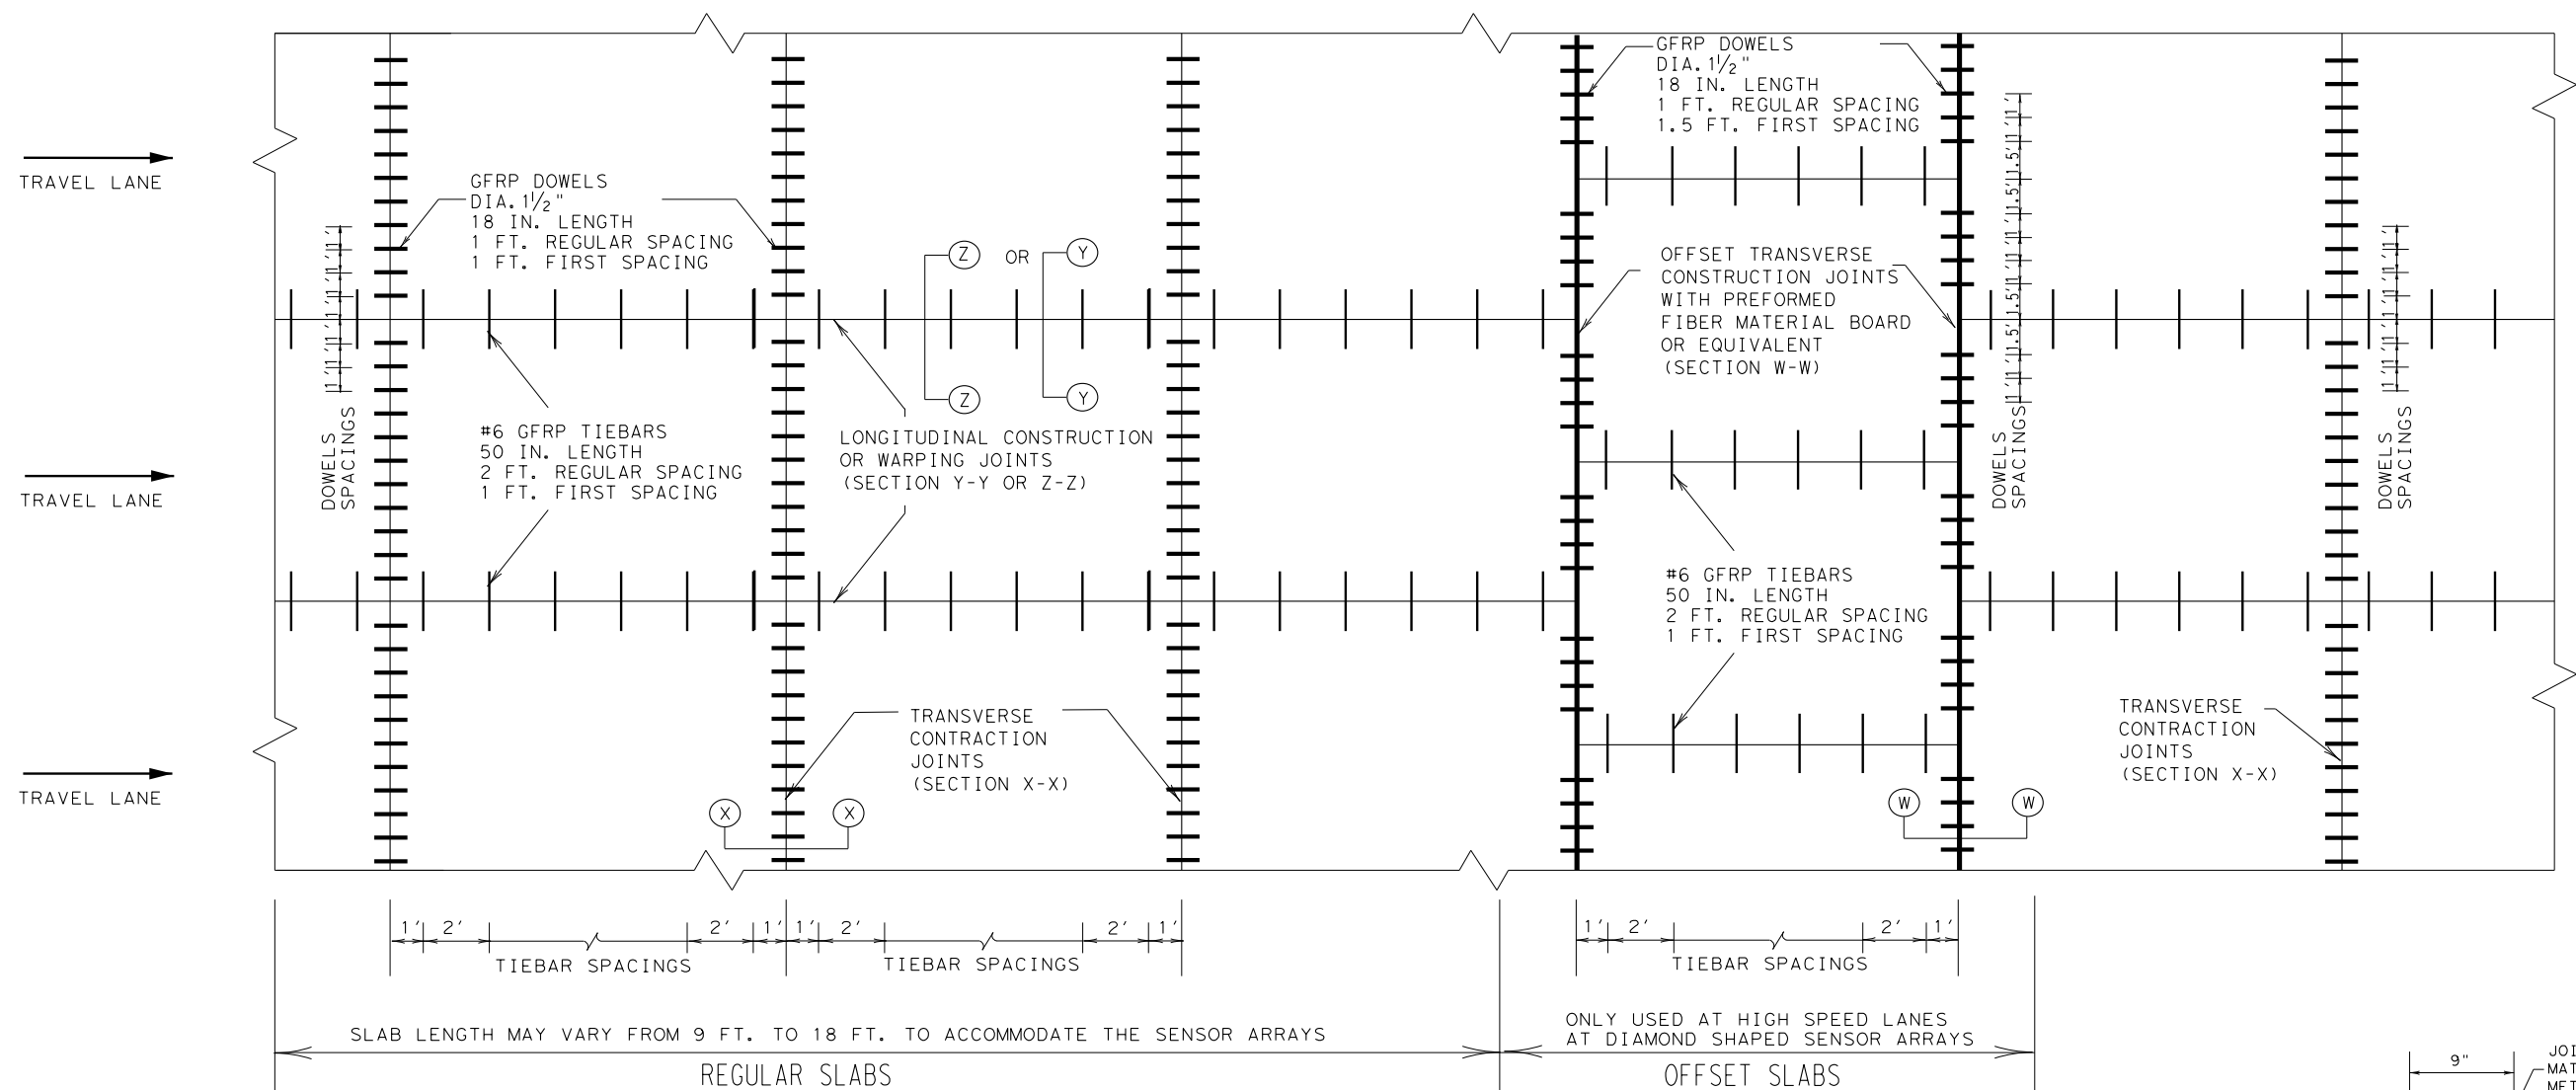 GFRP DOWELS
DIA. 1 1/2"
18 IN. LENGTH
1 FT. REGULAR SPACING
1.5 FT. FIRST SPACING
TRAVEL LANE
GFRP DOWELS
DIA. 1 1/2"
18 IN. LENGTH
1 FT. REGULAR SPACING
1 FT. FIRST SPACING
Z OR Y
Z Y
OFFSET TRANSVERSE
CONSTRUCTION JOINTS
WITH PREFORMED
FIBER MATERIAL BOARD
OR EQUIVALENT
(SECTION W-W)
1' 1' 1' 1' 1' 1' 1'
DOWELS
SPACINGS
1' 1' 1.5' 1.5' 1' 1' 1' 1.5' 1.5' 1' 1'
DOWELS
SPACINGS
1' 1' 1' 1' 1' 1' 1'
DOWELS
SPACINGS
#6 GFRP TIEBARS
50 IN. LENGTH
2 FT. REGULAR SPACING
1 FT. FIRST SPACING
LONGITUDINAL CONSTRUCTION
OR WARPING JOINTS
(SECTION Y-Y OR Z-Z)
TRAVEL LANE
#6 GFRP TIEBARS
50 IN. LENGTH
2 FT. REGULAR SPACING
1 FT. FIRST SPACING
TRANSVERSE
CONTRACTION
JOINTS
(SECTION X-X)
TRANSVERSE
CONTRACTION
JOINTS
(SECTION X-X)
TRAVEL LANE
X X
W W
1' 2' 2' 1' 1' 2' 2' 1' 1' 2' 2' 1'
TIEBAR SPACINGS
TIEBAR SPACINGS
TIEBAR SPACINGS
SLAB LENGTH MAY VARY FROM 9 FT. TO 18 FT. TO ACCOMMODATE THE SENSOR ARRAYS
ONLY USED AT HIGH SPEED LANES
AT DIAMOND SHAPED SENSOR ARRAYS
REGULAR SLABS
OFFSET SLABS
9"